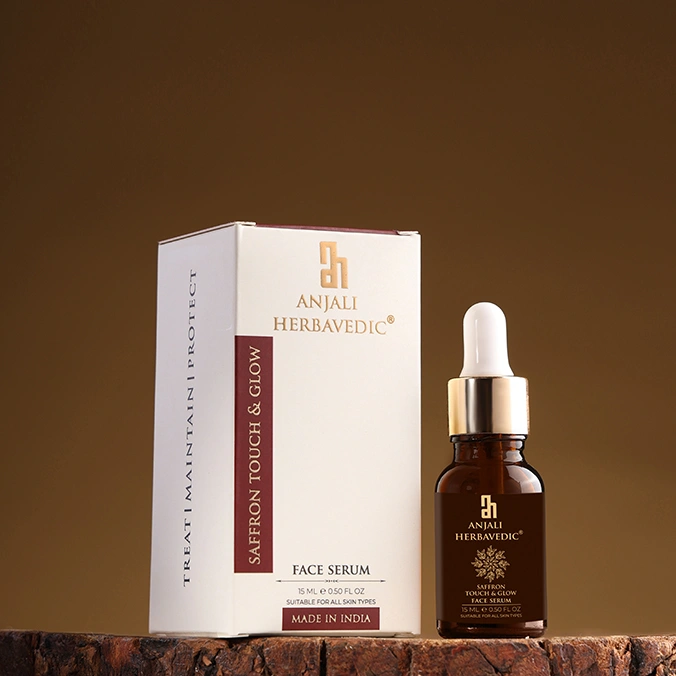 TREAT | MAINTAIN | PROTECT
ANJALI
HERBAVEDIC®
SAFFRON TOUCH & GLOW
FACE SERUM
15 ML ℮ 0.50 FL OZ
SUITABLE FOR ALL SKIN TYPES
MADE IN INDIA
ANJALI
HERBAVEDIC®
SAFFRON
TOUCH & GLOW
FACE SERUM
15 ML ℮ 0.50 FL OZ
SUITABLE FOR ALL SKIN TYPES